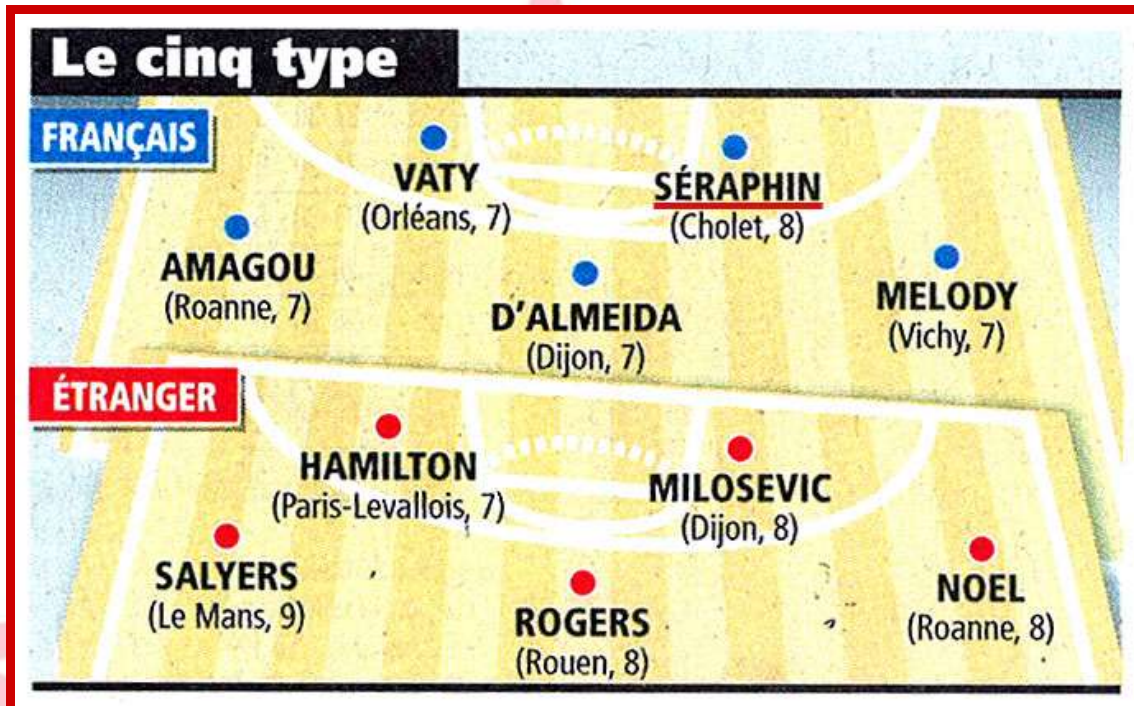 Le cinq type
FRANÇAIS
VATY
(Orléans, 7)
SÉRAPHIN
(Cholet, 8)
AMAGOU
(Roanne, 7)
D'ALMEIDA
(Dijon, 7)
MELODY
(Vichy, 7)
ÉTRANGER
HAMILTON
(Paris-Levallois, 7)
MILOSEVIC
(Dijon, 8)
SALYERS
(Le Mans, 9)
ROGERS
(Rouen, 8)
NOEL
(Roanne, 8)